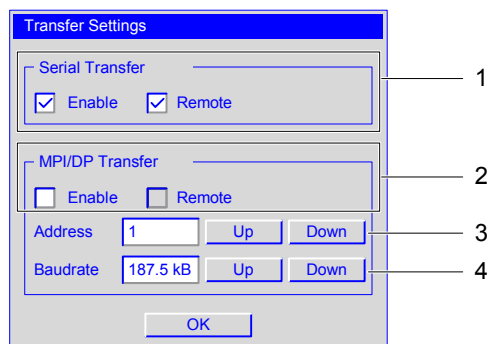 Transfer Settings
Serial Transfer
1
Enable Remote
MPI/DP Transfer
2
Enable Remote
Address 1 Up Down 3
Baudrate 187.5 kB Up Down 4
OK